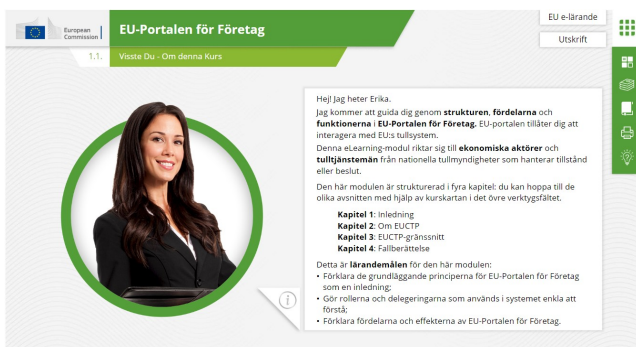 European
Commission
EU-Portalen för Företag
EU e-lärande
Utskrift
1.1. Visste Du - Om denna Kurs
Hej! Jag heter Erika.
Jag kommer att guida dig genom strukturen, fördelarna och
funktionerna i EU-Portalen för Företag. EU-portalen tillåter dig att
interagera med EU:s tullsystem.
Denna eLearning-modul riktar sig till ekonomiska aktörer och
tulltjänstemän från nationella tullmyndigheter som hanterar tillstånd
eller beslut.
Den här modulen är strukturerad i fyra kapitel: du kan hoppa till de
olika avsnitten med hjälp av kurskartan i det övre verktygsfältet.
Kapitel 1: Inledning
Kapitel 2: Om EUCTP
Kapitel 3: EUCTP-gränssnitt
Kapitel 4: Fallberättelse
Detta är lärandemålen för den här modulen:
• Förklara de grundläggande principerna för EU-Portalen för Företag
som en inledning;
• Gör rollerna och delegeringarna som används i systemet enkla att
förstå;
• Förklara fördelarna och effekterna av EU-Portalen för Företag.
i